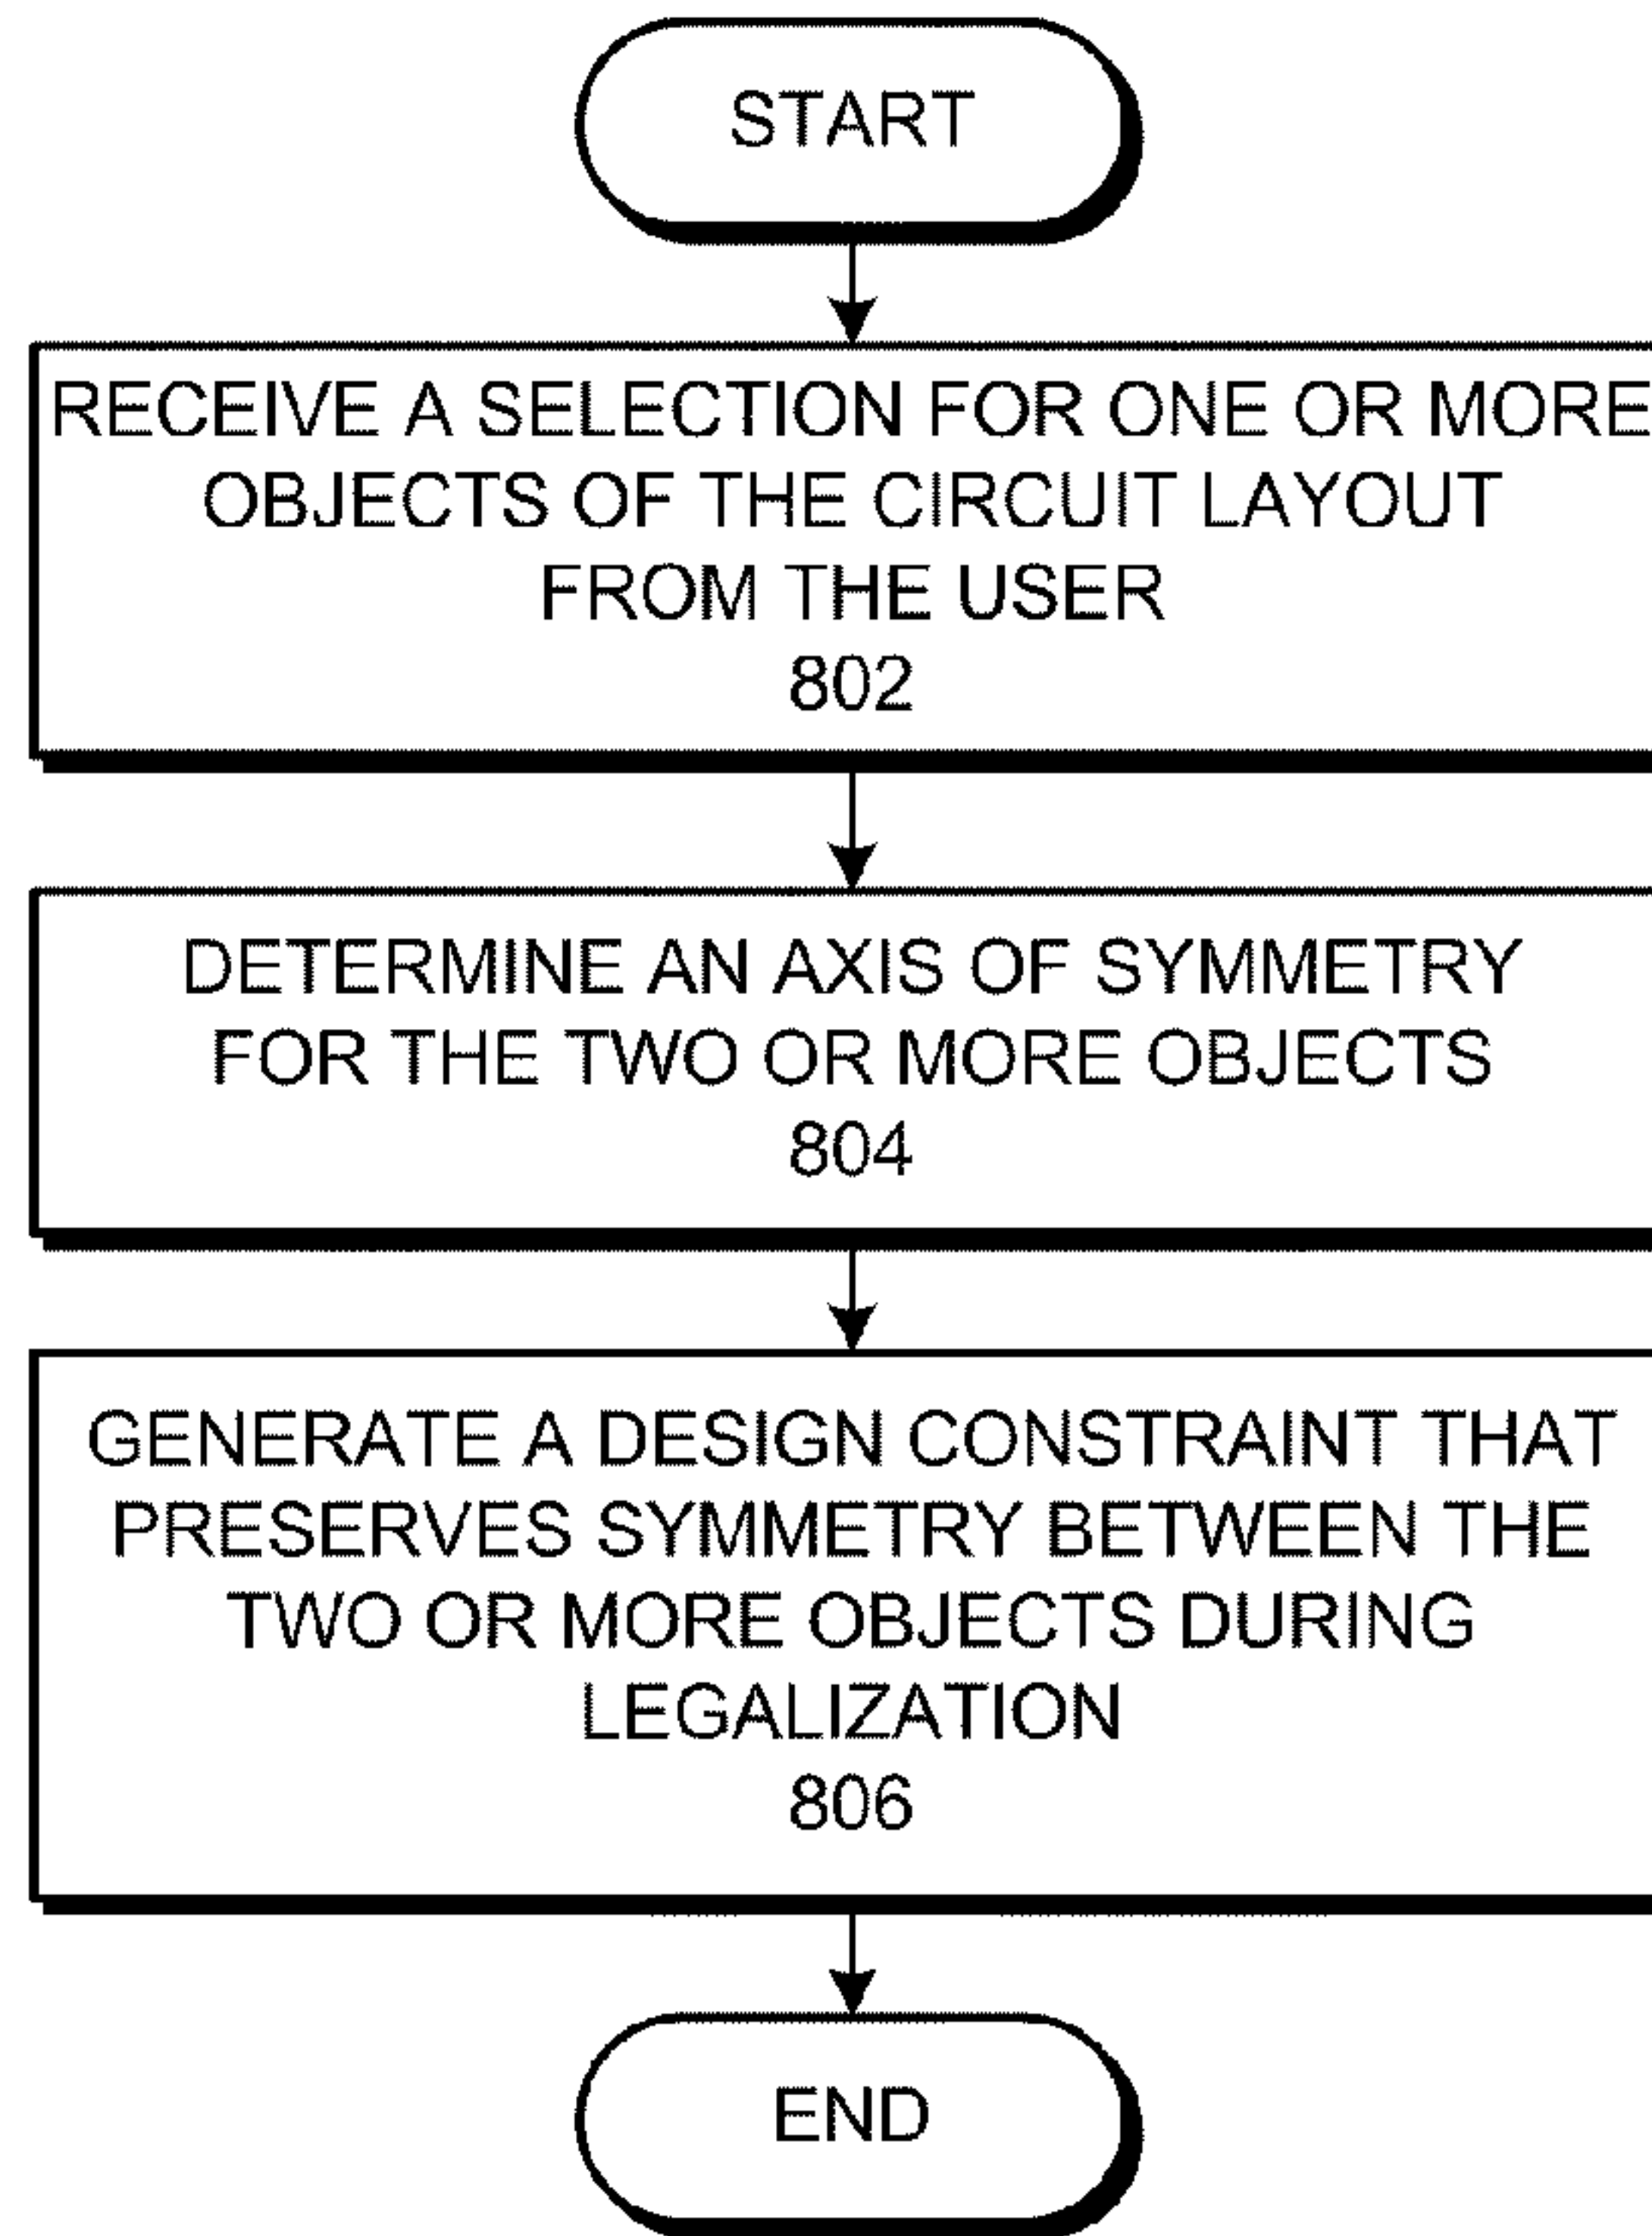 START
RECEIVE A SELECTION FOR ONE OR MORE
OBJECTS OF THE CIRCUIT LAYOUT
FROM THE USER
802
DETERMINE AN AXIS OF SYMMETRY
FOR THE TWO OR MORE OBJECTS
804
GENERATE A DESIGN CONSTRAINT THAT
PRESERVES SYMMETRY BETWEEN THE
TWO OR MORE OBJECTS DURING
LEGALIZATION
806
END